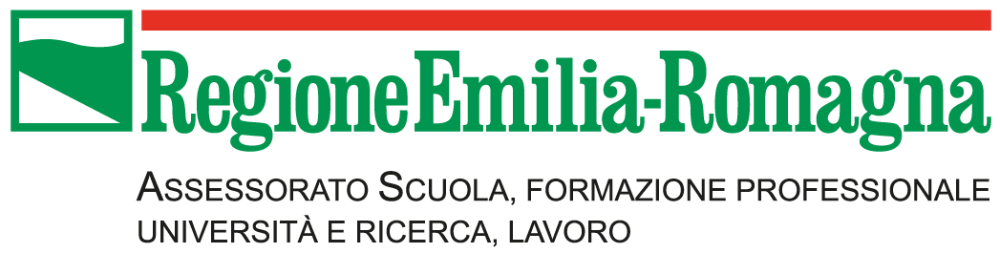 RegioneEmilia-Romagna
ASSESSORATO SCUOLA, FORMAZIONE PROFESSIONALE
UNIVERSITÀ E RICERCA, LAVORO